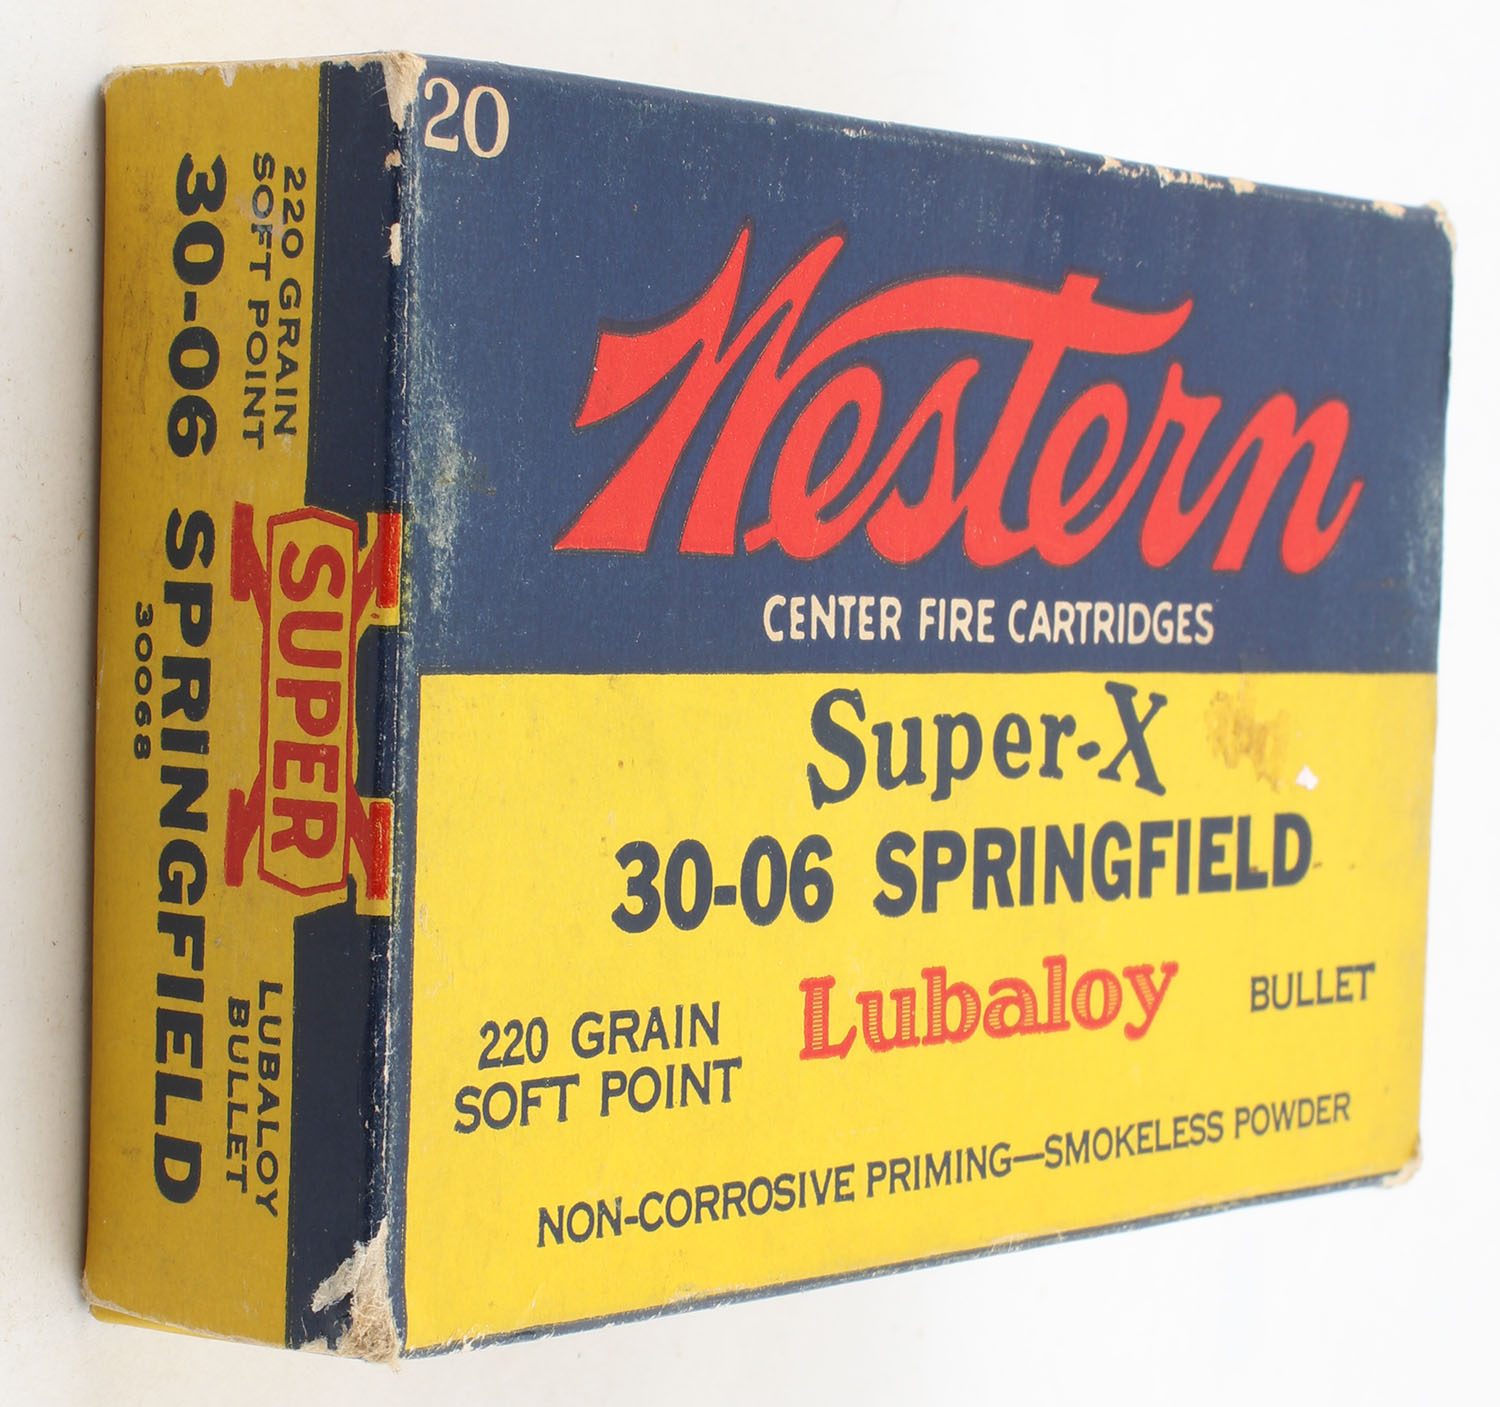 20
Western
CENTER FIRE CARTRIDGES
Super-X
30-06 SPRINGFIELD
220 GRAIN
SOFT POINT
Lubaloy
BULLET
NON-CORROSIVE PRIMING—SMOKELESS POWDER
220 GRAIN
SOFT POINT
SUPER
X
LUBALOY
BULLET
30-06 SPRINGFIELD
30068